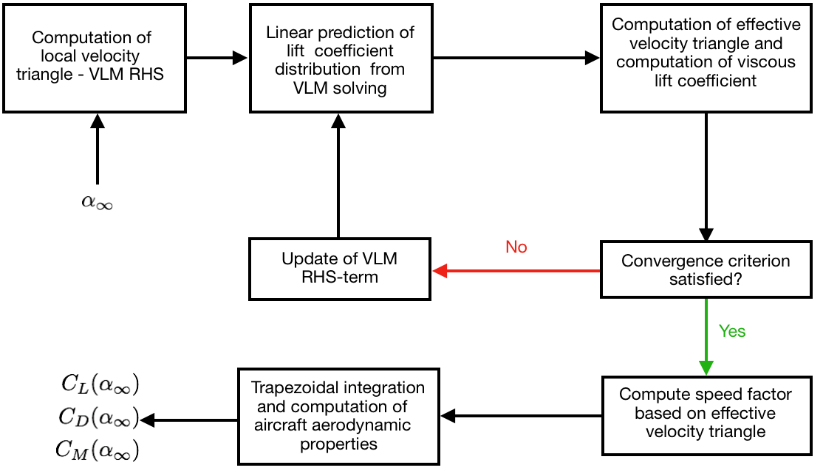 Computation of
local velocity
triangle - VLM RHS
Linear prediction of
lift coefficient
distribution from
VLM solving
Computation of effective
velocity triangle and
computation of viscous
lift coefficient
α∞
Update of VLM
RHS-term
No
Convergence criterion
satisfied?
Yes
C_L(α∞)
C_D(α∞)
C_M(α∞)
Trapezoidal integration
and computation of
aircraft aerodynamic
properties
Compute speed factor
based on effective
velocity triangle